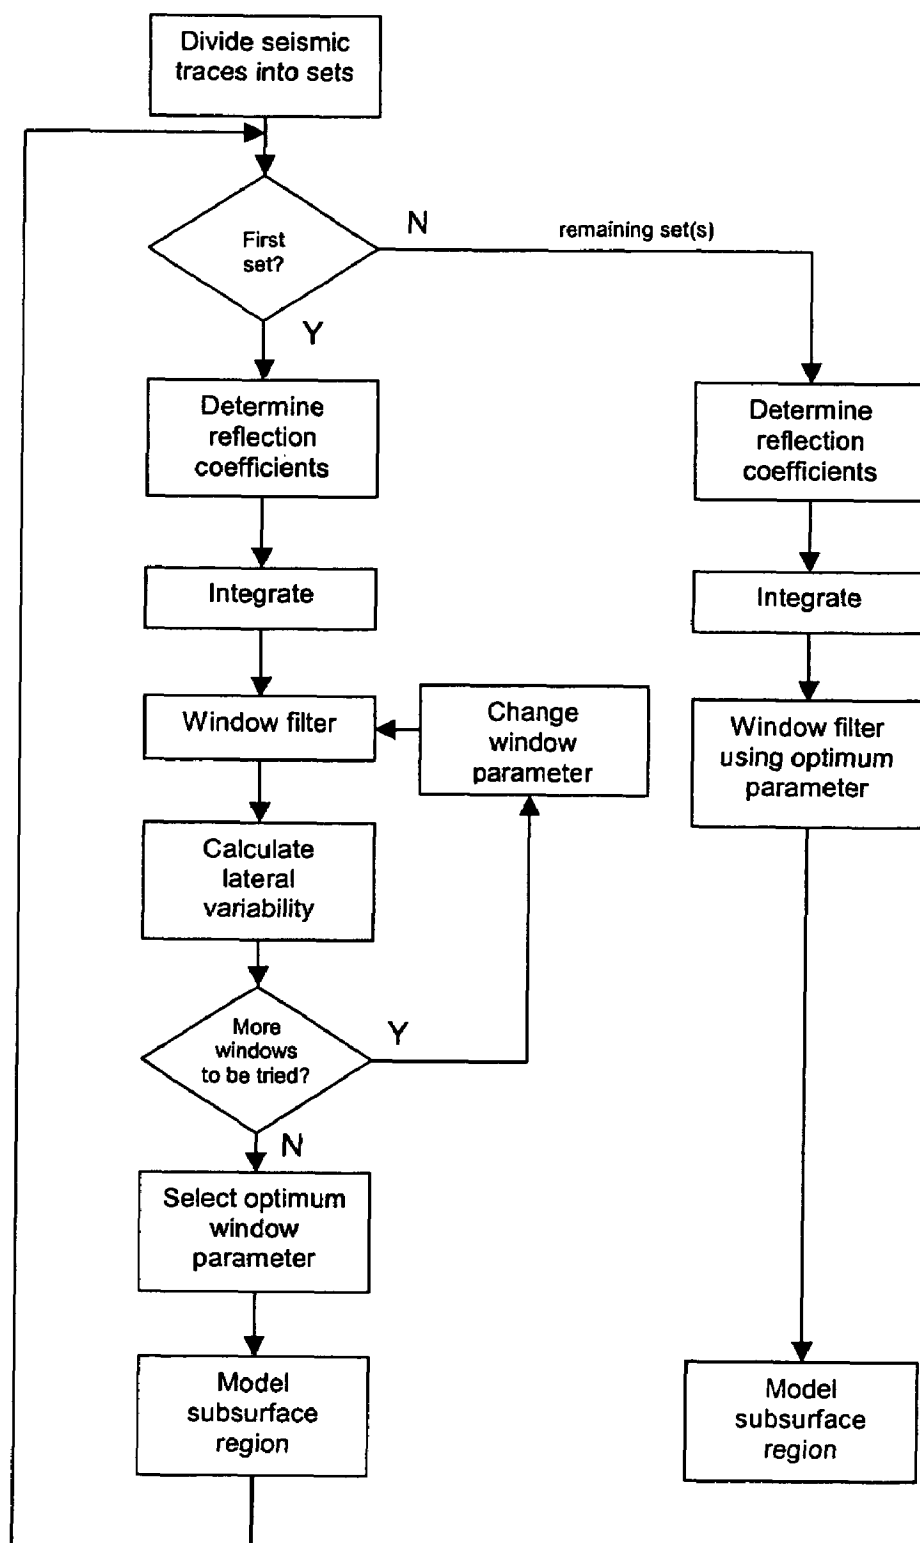 Divide seismic
traces into sets
First
set?
N
remaining set(s)
Y
Determine
reflection
coefficients
Integrate
Window filter
Change
window
parameter
Calculate
lateral
variability
More
windows
to be tried?
Y
N
Select optimum
window
parameter
Model
subsurface
region
Determine
reflection
coefficients
Integrate
Window filter
using optimum
parameter
Model
subsurface
region